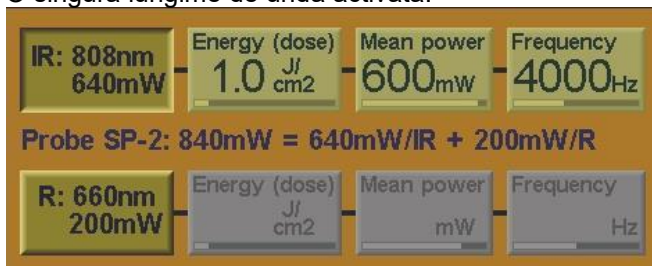 IR: 808nm
640mW
Energy (dose)
1.0 J/
cm2
Mean power
600mW
Frequency
4000Hz
Probe SP-2: 840mW = 640mW/IR + 200mW/R
R: 660nm
200mW
Energy (dose)
J/
cm2
Mean power
mW
Frequency
Hz